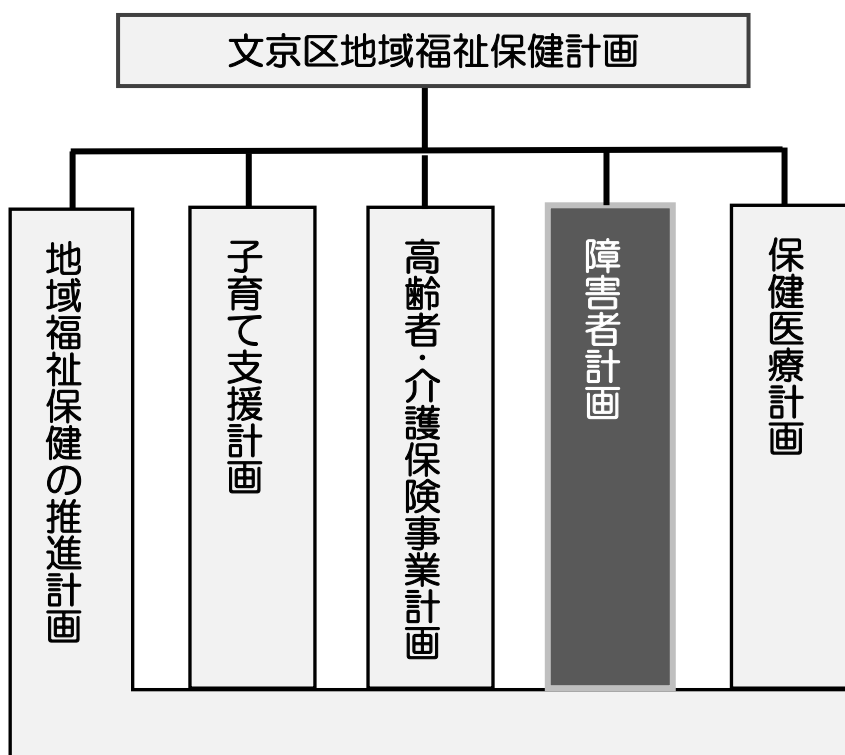 文京区地域福祉保健計画
地域福祉保健の推進計画
子育て支援計画
高齢者・介護保険事業計画
障害者計画
保健医療計画